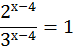 2^{x-4}/3^{x-4} = 1